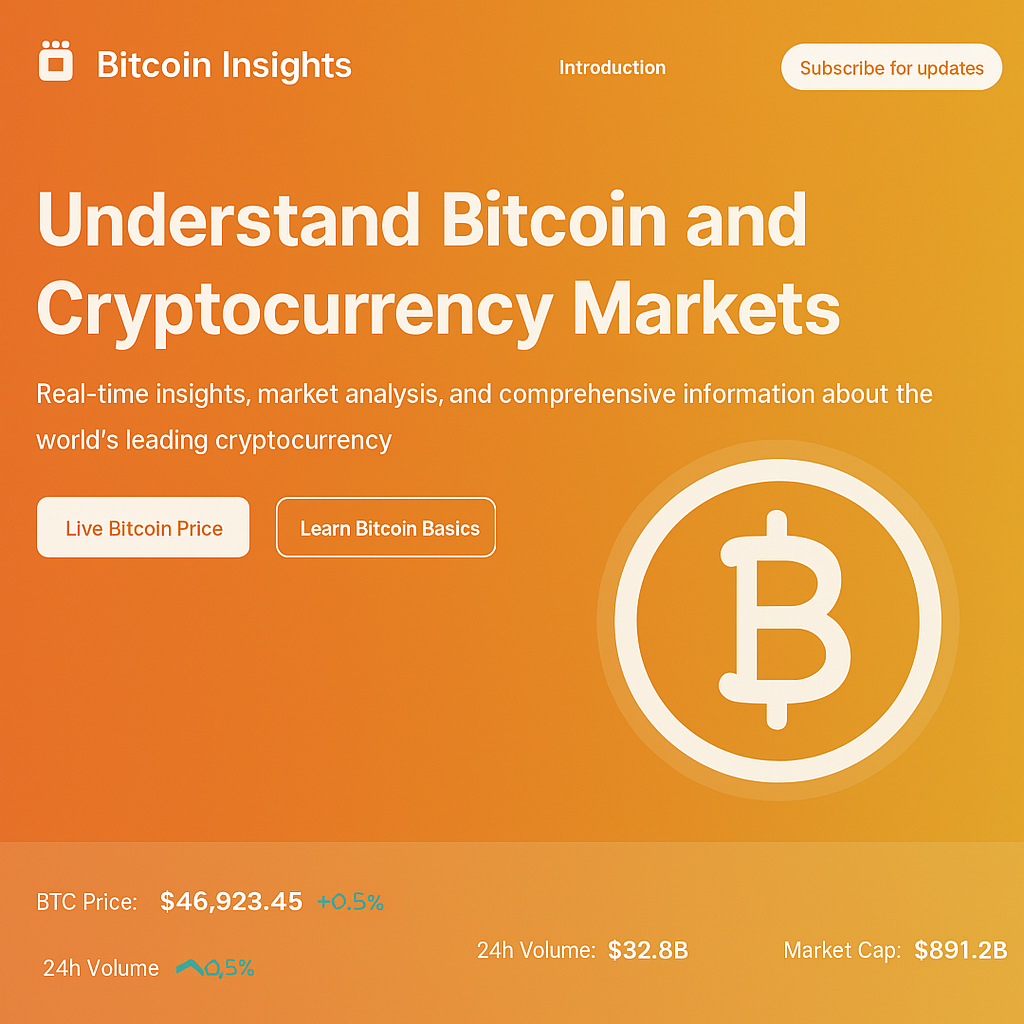 Bitcoin Insights
Introduction
Subscribe for updates
Understand Bitcoin and
Cryptocurrency Markets
Real-time insights, market analysis, and comprehensive information about the
world's leading cryptocurrency
Live Bitcoin Price
Learn Bitcoin Basics
BTC Price: $46,923.45 +0.5%
24h Volume 0,5%
24h Volume: $32.8B
Market Cap: $891.2B